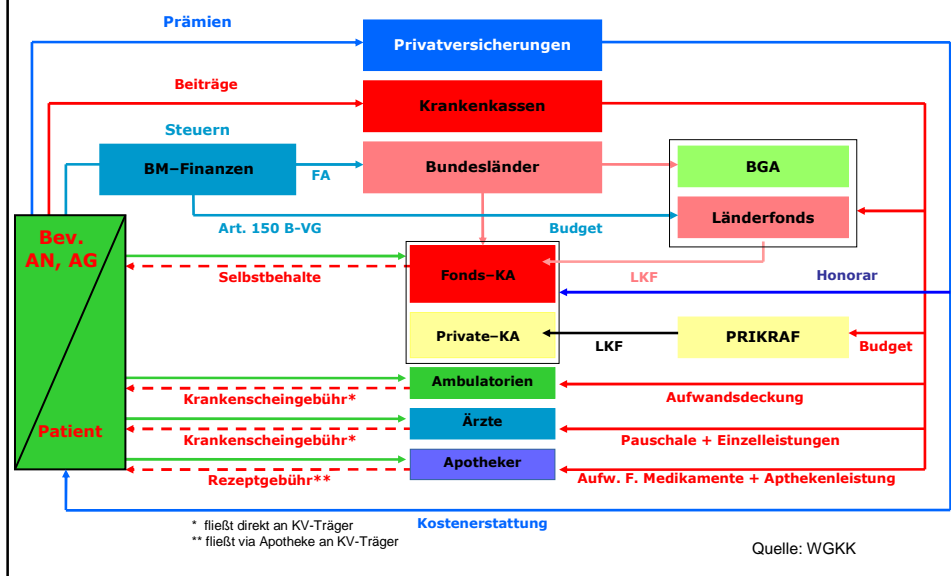 Prämien
Privatversicherungen
Beiträge
Krankenkassen
Steuern
BM–Finanzen
FA
Bundesländer
BGA
Länderfonds
Art. 150 B-VG
Budget
Bev.
AN, AG
Selbstbehalte
Fonds–KA
LKF
Honorar
Private–KA
LKF
PRIKRAF
Budget
Ambulatorien
Krankenscheingebühr*
Aufwandsdeckung
Ärzte
Patient
Krankenscheingebühr*
Pauschale + Einzelleistungen
Apotheker
Rezeptgebühr**
Aufw. F. Medikamente + Apthekenleistung
* fließt direkt an KV-Träger
** fließt via Apotheke an KV-Träger
Kostenerstattung
Quelle: WGKK